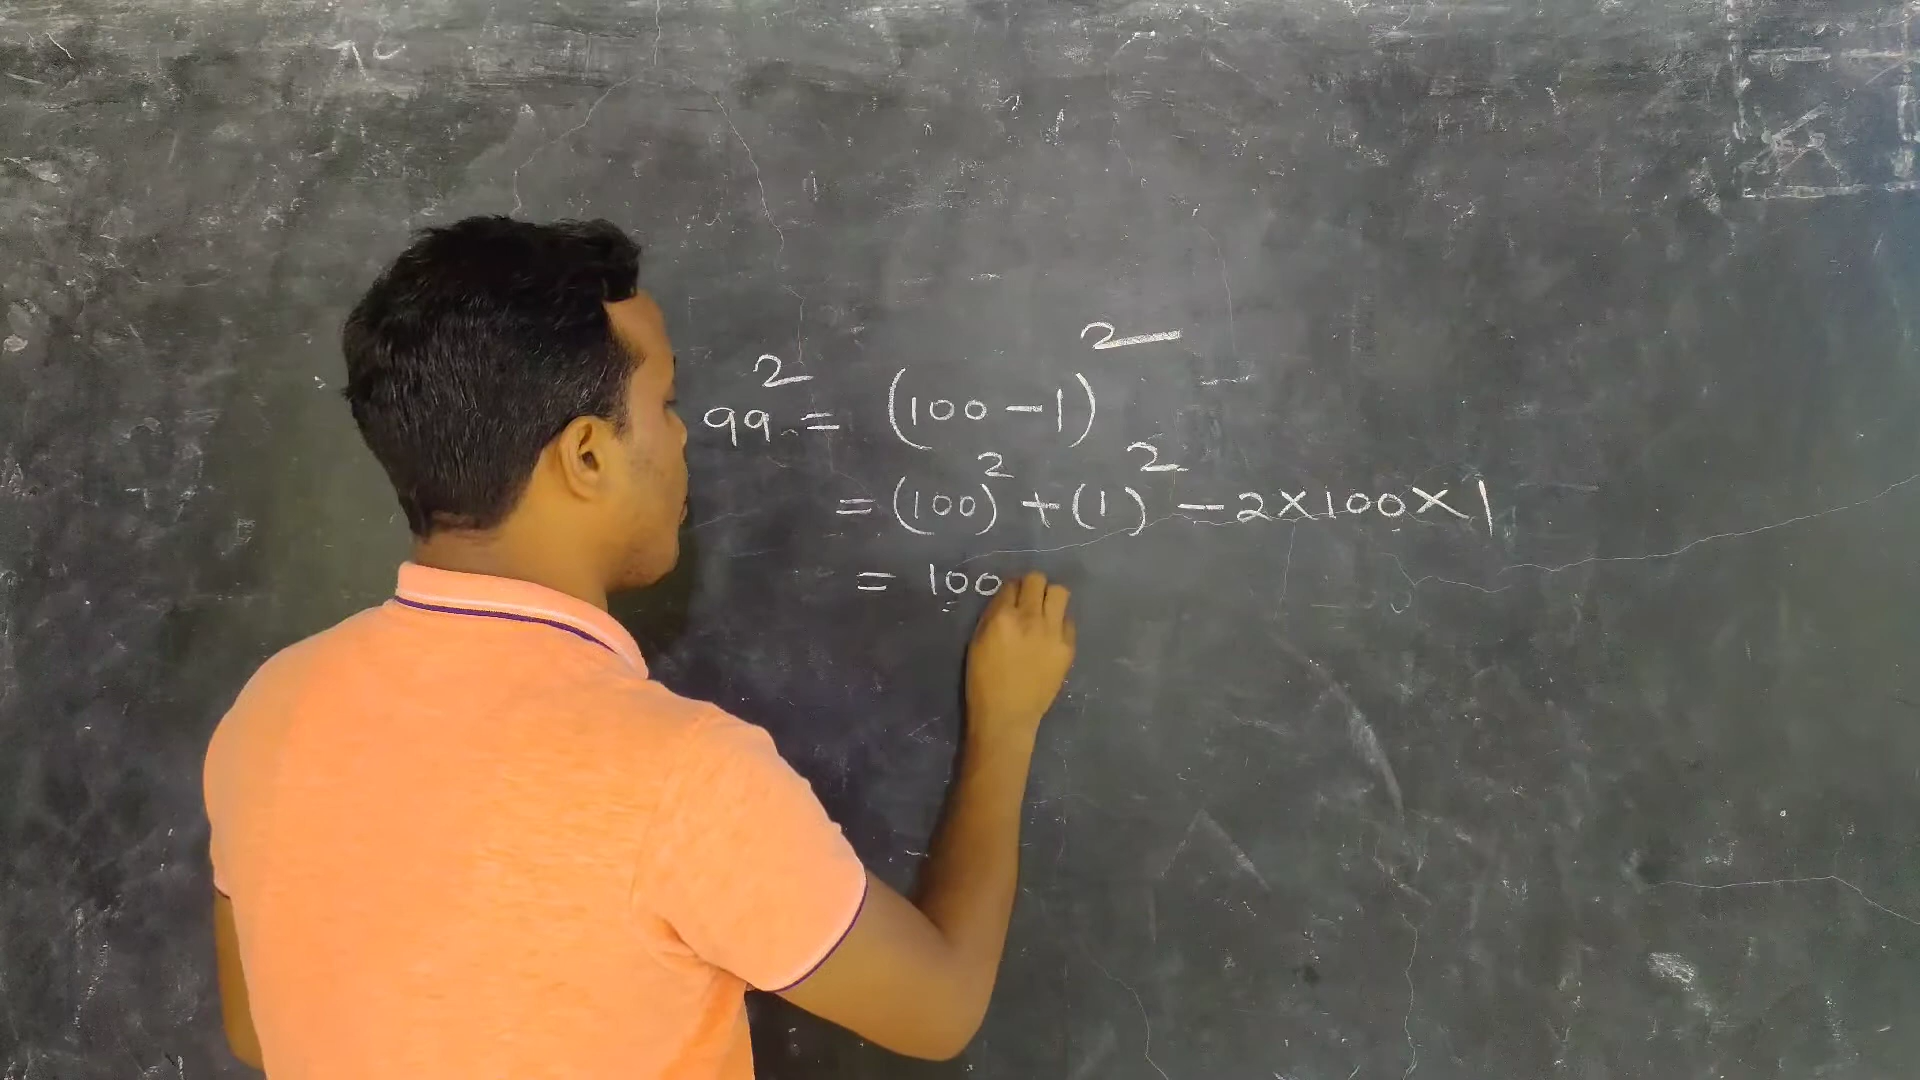 99² = (100 - 1)²
= (100)² + (1)² - 2 × 100 × 1
= 100